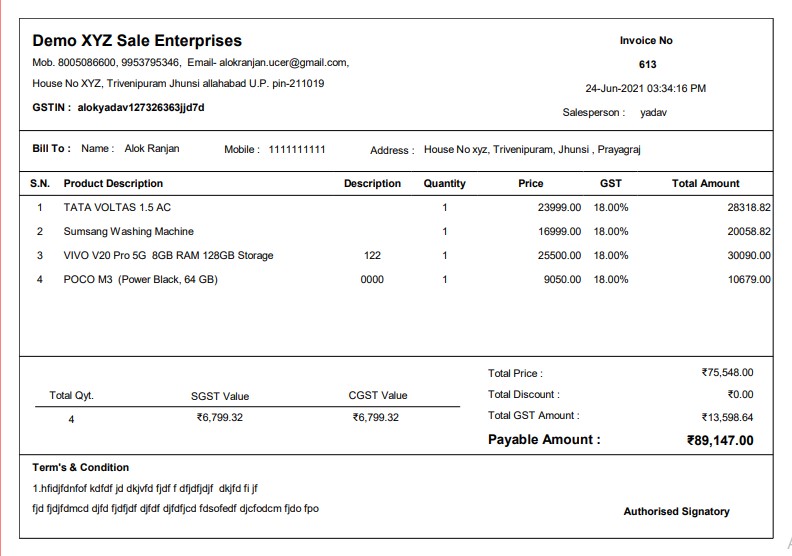 Demo XYZ Sale Enterprises
Mob. 8005086600, 9953795346,  Email- alokranjan.ucer@gmail.com,
House No XYZ, Trivenipuram Jhunsi allahabad U.P. pin-211019
GSTIN :  alokyadav127326363jjd7d
Invoice No
613
24-Jun-2021 03:34:16 PM
Salesperson :  yadav
Bill To :  Name :  Alok Ranjan  Mobile :  1111111111  Address :  House No xyz, Trivenipuram, Jhunsi , Prayagraj
S.N.  Product Description  Description  Quantity  Price  GST  Total Amount
1  TATA VOLTAS 1.5 AC  1  23999.00  18.00%  28318.82
2  Sumsang Washing Machine  1  16999.00  18.00%  20058.82
3  VIVO V20 Pro 5G  8GB RAM 128GB Storage  122  1  25500.00  18.00%  30090.00
4  POCO M3  (Power Black, 64 GB)  0000  1  9050.00  18.00%  10679.00
Total Qyt.  SGST Value  CGST Value
4  ₹6,799.32  ₹6,799.32
Total Price :  ₹75,548.00
Total Discount :  ₹0.00
Total GST Amount :  ₹13,598.64
Payable Amount :  ₹89,147.00
Term's & Condition
1.hfidjfdnfof kdfdf jd dkjvfd fjdf f dfjdfjdjf  dkjfd fi jf
fjd fjdjfdmcd djfd fjdfjdf djfdf djfdfjcd fdsofedf djcfodcm fjdo fpo
Authorised Signatory